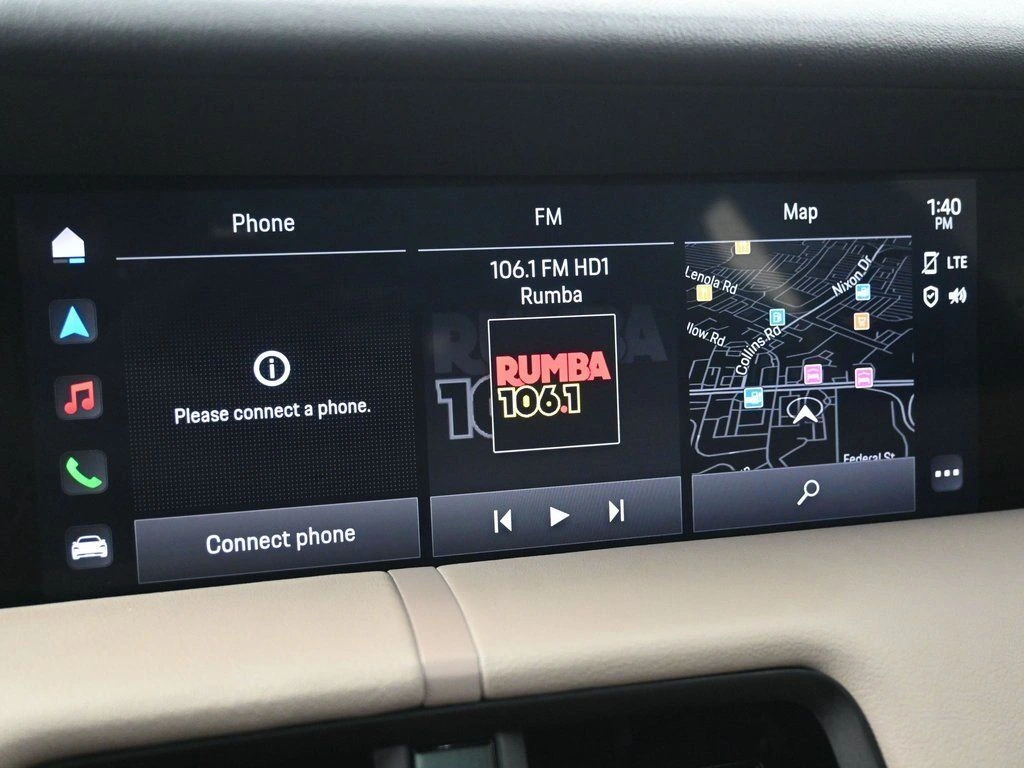 Phone
FM
Map
1:40
PM
LTE
106.1 FM HD1
Rumba
RUMBA
106.1
Please connect a phone.
Connect phone
Lenola Rd
Nixon Dr
llow Rd
Collins Rd
Federal St